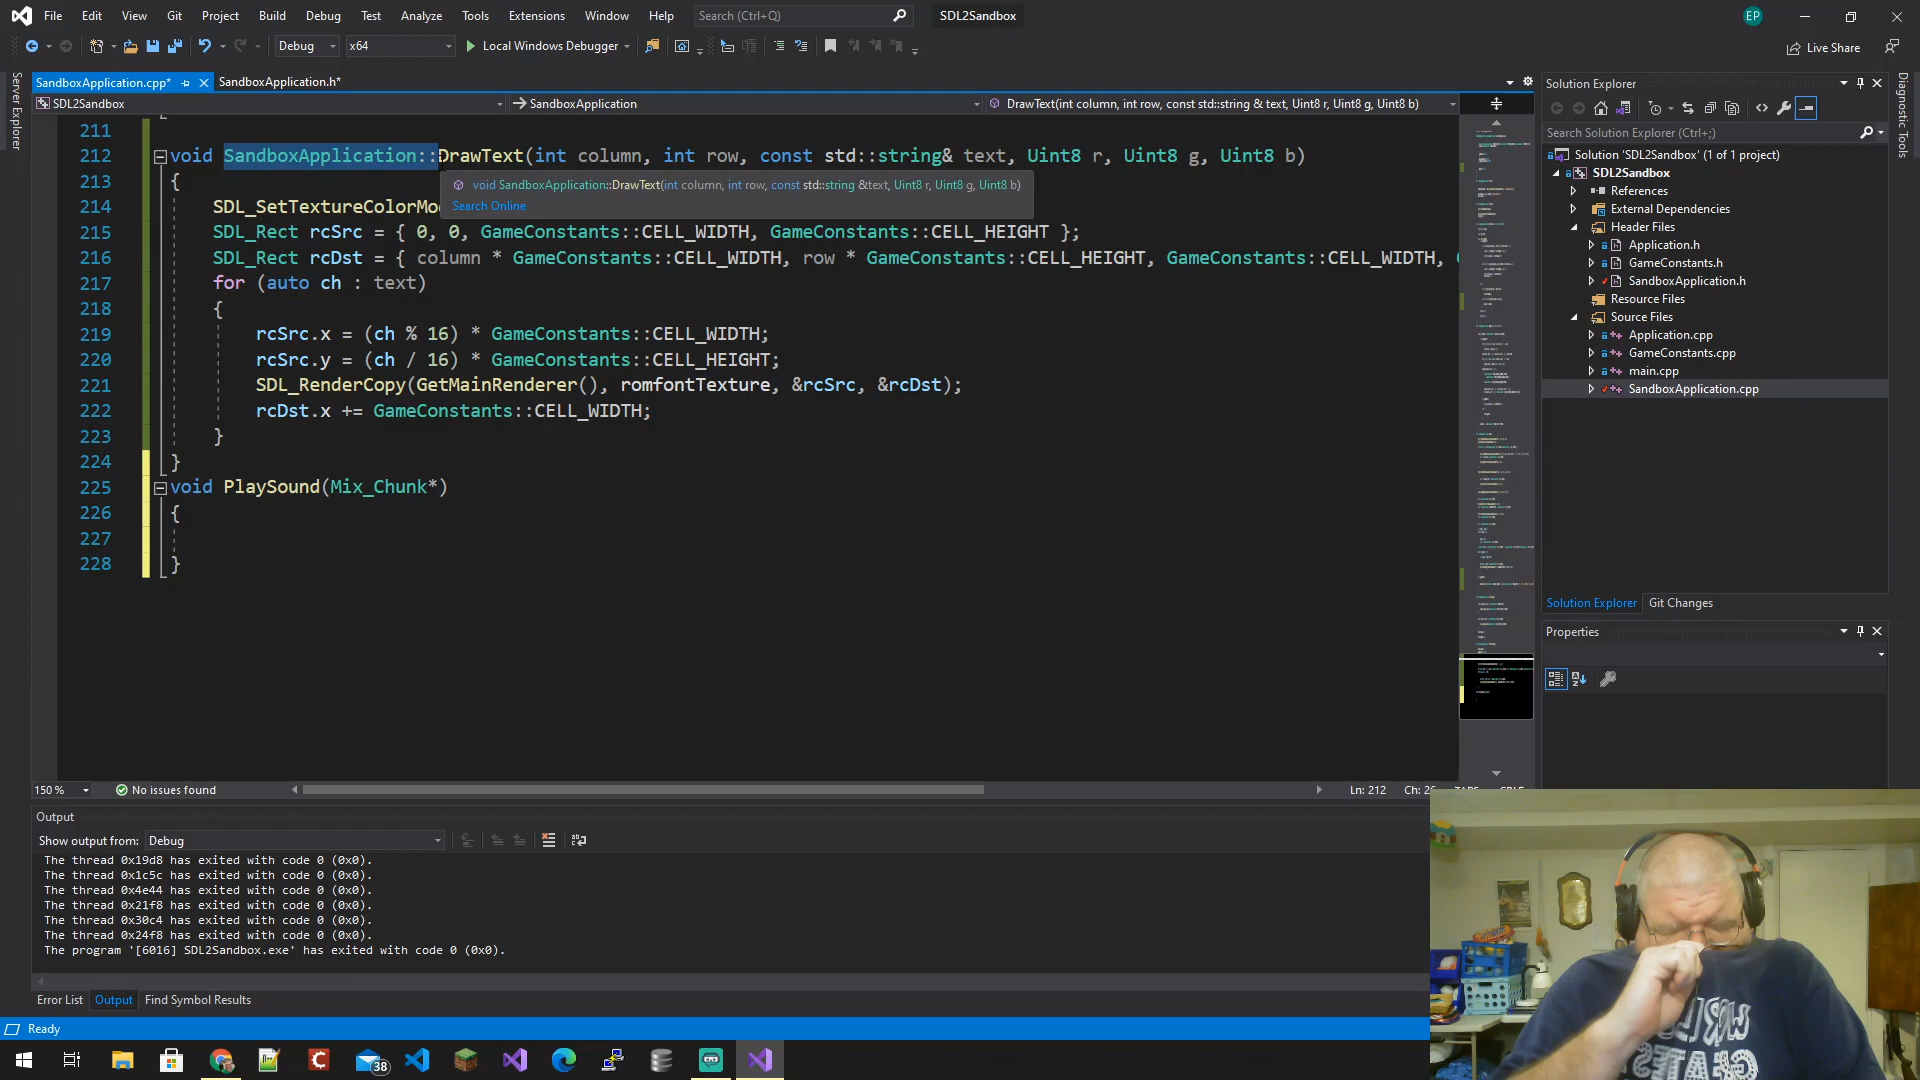 File Edit View Git Project Build Debug Test Analyze Tools Extensions Window Help Search (Ctrl+Q) SDL2Sandbox EP
Debug x64 Local Windows Debugger Live Share
SandboxApplication.cpp* SandboxApplication.h*
SDL2Sandbox SandboxApplication DrawText(int column, int row, const std::string & text, Uint8 r, Uint8 g, Uint8 b)
Server Explorer
211
212 void SandboxApplication::DrawText(int column, int row, const std::string& text, Uint8 r, Uint8 g, Uint8 b)
213 {
void SandboxApplication::DrawText(int column, int row, const std::string &text, Uint8 r, Uint8 g, Uint8 b)
Search Online
214 SDL_SetTextureColorMo
215 SDL_Rect rcSrc = { 0, 0, GameConstants::CELL_WIDTH, GameConstants::CELL_HEIGHT };
216 SDL_Rect rcDst = { column * GameConstants::CELL_WIDTH, row * GameConstants::CELL_HEIGHT, GameConstants::CELL_WIDTH,
217 for (auto ch : text)
218 {
219 rcSrc.x = (ch % 16) * GameConstants::CELL_WIDTH;
220 rcSrc.y = (ch / 16) * GameConstants::CELL_HEIGHT;
221 SDL_RenderCopy(GetMainRenderer(), romfontTexture, &rcSrc, &rcDst);
222 rcDst.x += GameConstants::CELL_WIDTH;
223 }
224 }
225 void PlaySound(Mix_Chunk*)
226 {
227
228 }
150 % No issues found Ln: 212
Output
Show output from: Debug
The thread 0x19d8 has exited with code 0 (0x0).
The thread 0x1c5c has exited with code 0 (0x0).
The thread 0x4e44 has exited with code 0 (0x0).
The thread 0x21f8 has exited with code 0 (0x0).
The thread 0x30c4 has exited with code 0 (0x0).
The thread 0x24f8 has exited with code 0 (0x0).
The program '[6016] SDL2Sandbox.exe' has exited with code 0 (0x0).
Error List Output Find Symbol Results
Ready
38
Solution Explorer
Search Solution Explorer (Ctrl+;)
Solution 'SDL2Sandbox' (1 of 1 project)
SDL2Sandbox
References
External Dependencies
Header Files
Application.h
GameConstants.h
SandboxApplication.h
Resource Files
Source Files
Application.cpp
GameConstants.cpp
main.cpp
SandboxApplication.cpp
Solution Explorer Git Changes
Properties
Diagnostic Tools